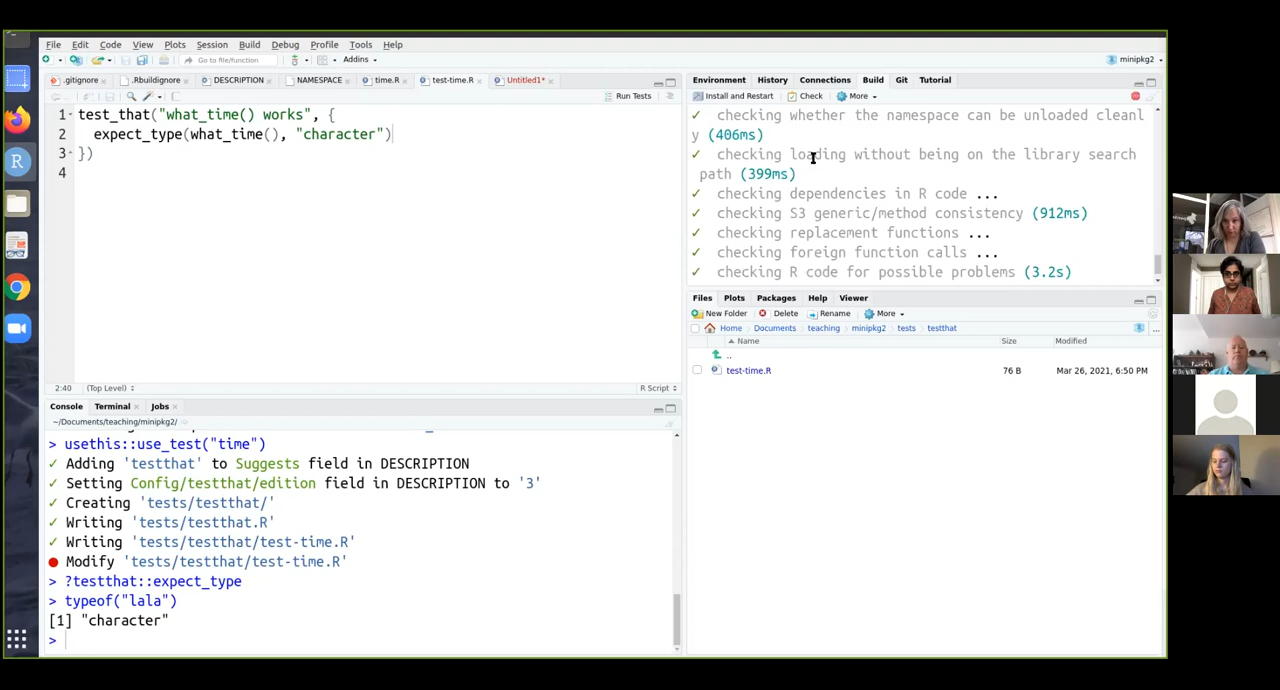 File Edit Code View Plots Session Build Debug Profile Tools Help
Go to file/function Addins minipkg2
.gitignore .Rbuildignore DESCRIPTION NAMESPACE time.R test-time.R Untitled1*
Run Tests
1 test_that("what_time() works", {
2 expect_type(what_time(), "character")
3 })
4
2:40 (Top Level) R Script
Console Terminal Jobs
~/Documents/teaching/minipkg2/
> usethis::use_test("time")
✓ Adding 'testthat' to Suggests field in DESCRIPTION
✓ Setting Config/testthat/edition field in DESCRIPTION to '3'
✓ Creating 'tests/testthat/'
✓ Writing 'tests/testthat.R'
✓ Writing 'tests/testthat/test-time.R'
● Modify 'tests/testthat/test-time.R'
> ?testthat::expect_type
> typeof("lala")
[1] "character"
>
Environment History Connections Build Git Tutorial
Install and Restart Check More
✓ checking whether the namespace can be unloaded cleanl
y (406ms)
✓ checking loading without being on the library search
path (399ms)
✓ checking dependencies in R code ...
✓ checking S3 generic/method consistency (912ms)
✓ checking replacement functions ...
✓ checking foreign function calls ...
✓ checking R code for possible problems (3.2s)
Files Plots Packages Help Viewer
New Folder Delete Rename More
Home Documents teaching minipkg2 tests testthat ...
Name Size Modified
..
test-time.R 76 B Mar 26, 2021, 6:50 PM